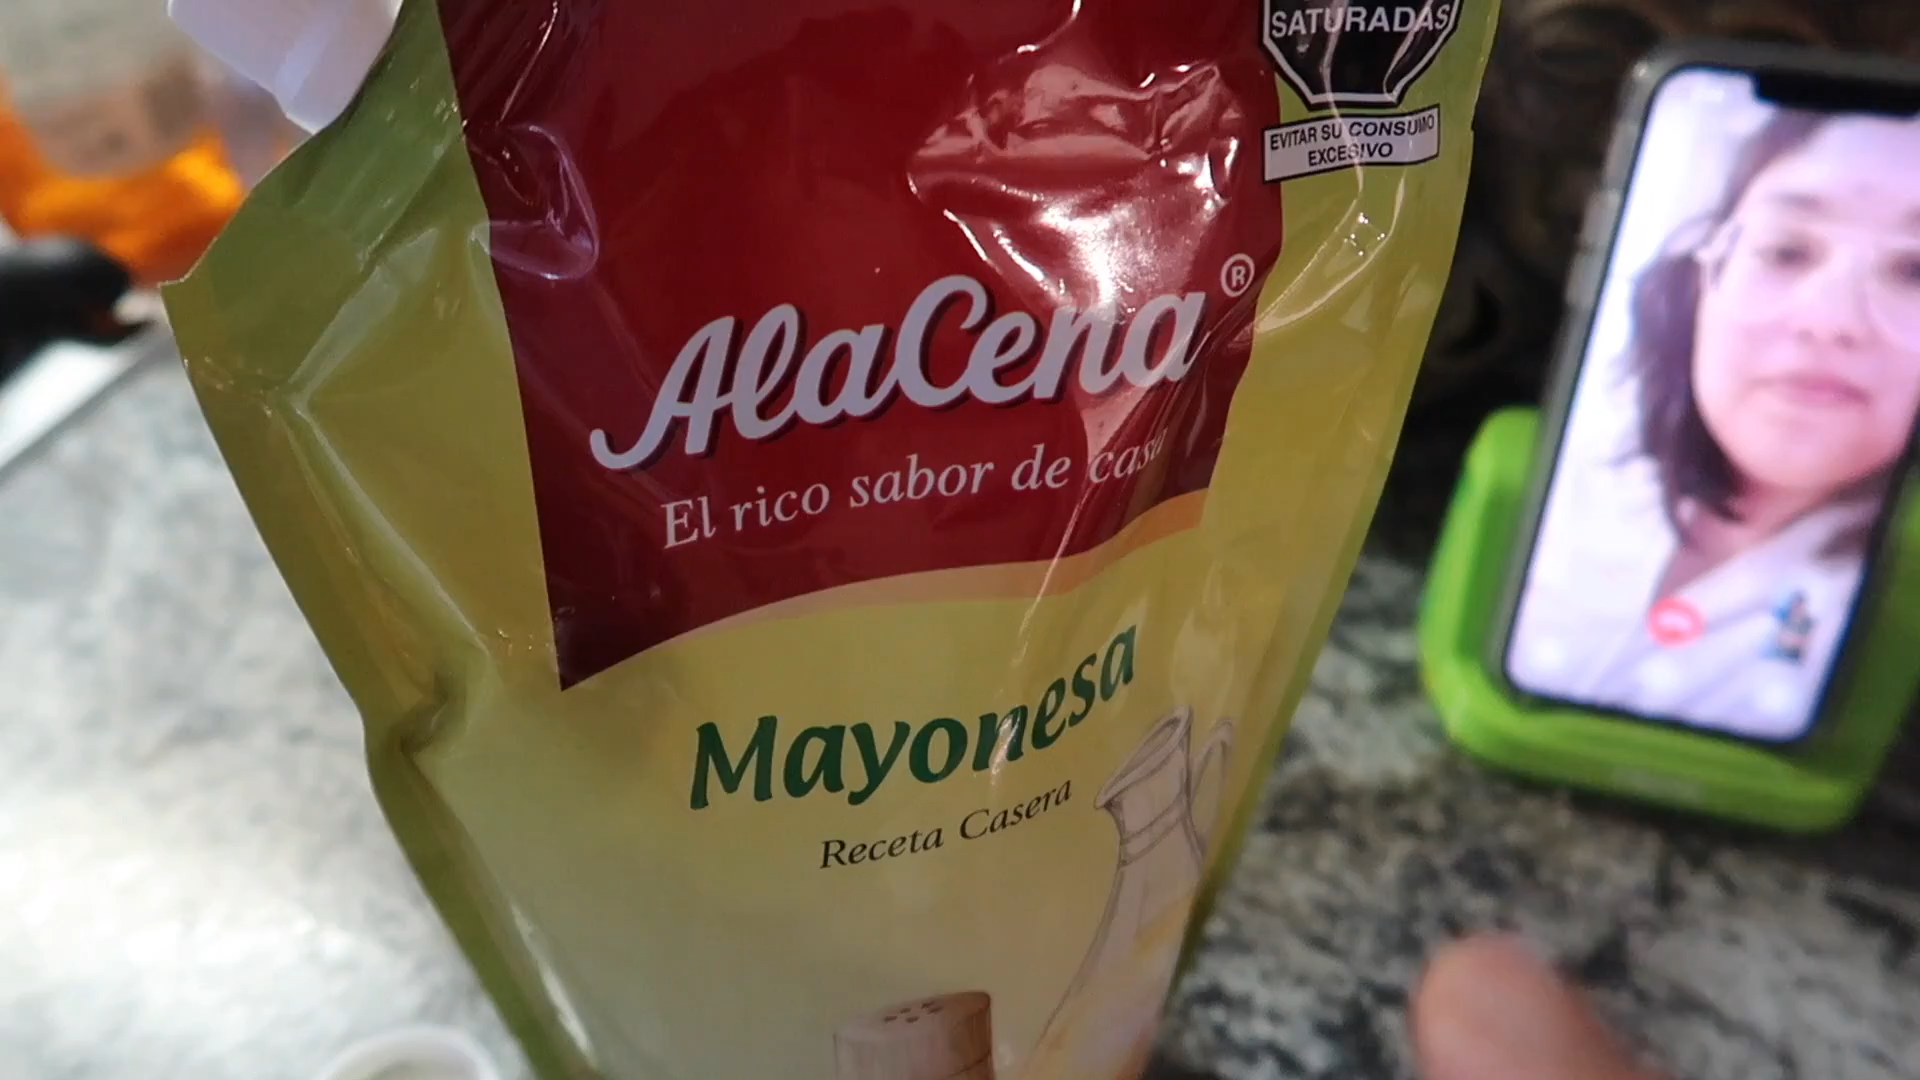 SATURADAS
EVITAR SU CONSUMO
EXCESIVO
AlaCena®
El rico sabor de casa
Mayonesa
Receta Casera